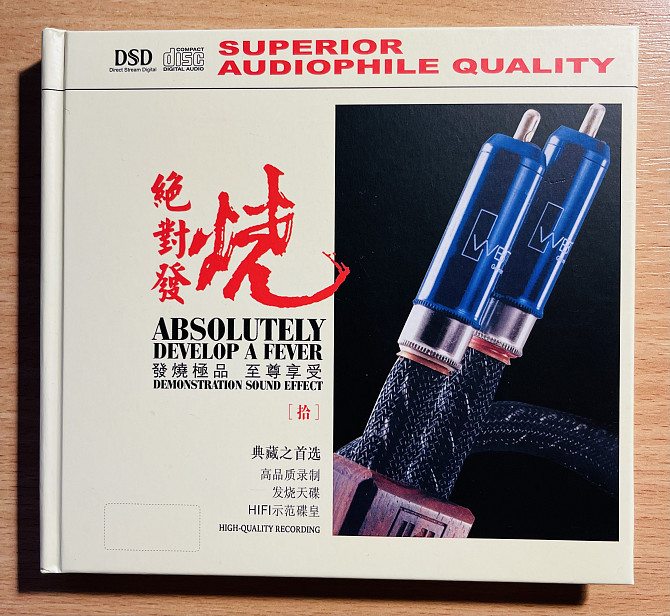 DSD
Direct Stream Digital
COMPACT
disc
DIGITAL AUDIO
SUPERIOR
AUDIOPHILE QUALITY
絕對發
燒
ABSOLUTELY
DEVELOP A FEVER
發燒極品 至尊享受
DEMONSTRATION SOUND EFFECT
[拾]
典藏之首选
高品质录制
发烧天碟
HIFI示范碟皇
HIGH-QUALITY RECORDING